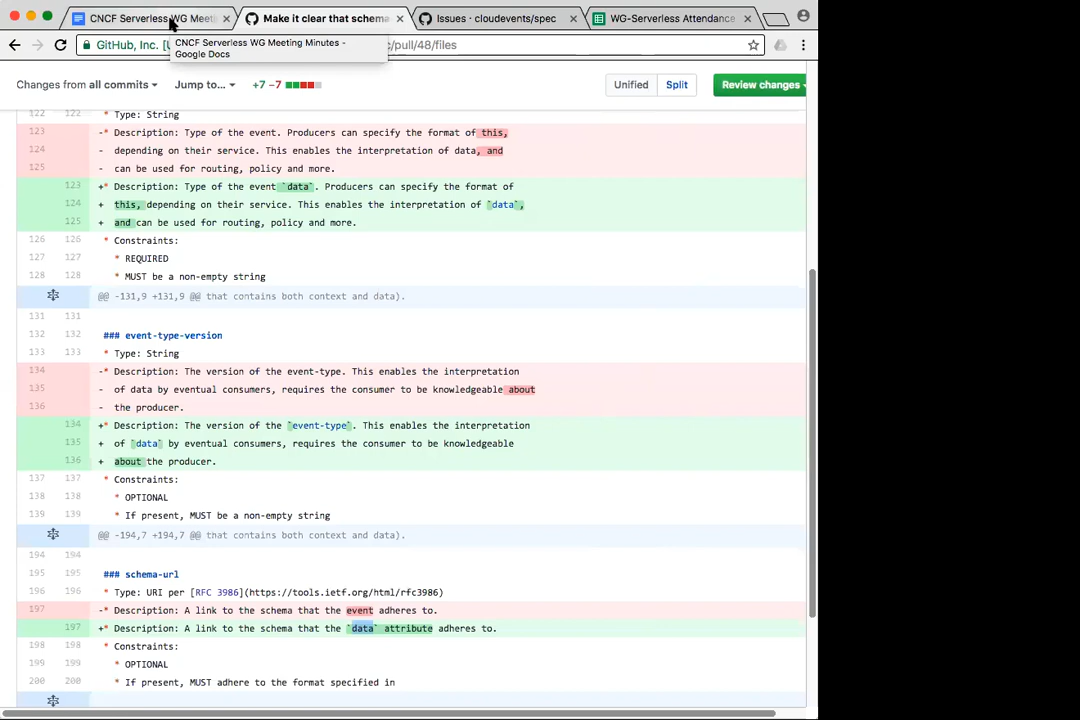 CNCF Serverless WG Meeti
Make it clear that schema
Issues · cloudevents/spec
WG-Serverless Attendance
GitHub, Inc. [U
c/pull/48/files
CNCF Serverless WG Meeting Minutes -
Google Docs
Changes from all commits
Jump to...
+7 −7
Unified
Split
Review changes
122 122 * Type: String
123 -* Description: Type of the event. Producers can specify the format of this,
124 - depending on their service. This enables the interpretation of data, and
125 - can be used for routing, policy and more.
123 +* Description: Type of the event `data`. Producers can specify the format of
124 + this, depending on their service. This enables the interpretation of `data`,
125 + and can be used for routing, policy and more.
126 126 * Constraints:
127 127 * REQUIRED
128 128 * MUST be a non-empty string
@@ -131,9 +131,9 @@ that contains both context and data).
131 131
132 132 ### event-type-version
133 133 * Type: String
134 -* Description: The version of the event-type. This enables the interpretation
135 - of data by eventual consumers, requires the consumer to be knowledgeable about
136 - the producer.
134 +* Description: The version of the `event-type`. This enables the interpretation
135 + of `data` by eventual consumers, requires the consumer to be knowledgeable
136 + about the producer.
137 137 * Constraints:
138 138 * OPTIONAL
139 139 * If present, MUST be a non-empty string
@@ -194,7 +194,7 @@ that contains both context and data).
194 194
195 195 ### schema-url
196 196 * Type: URI per [RFC 3986](https://tools.ietf.org/html/rfc3986)
197 -* Description: A link to the schema that the event adheres to.
197 +* Description: A link to the schema that the `data` attribute adheres to.
198 198 * Constraints:
199 199 * OPTIONAL
200 200 * If present, MUST adhere to the format specified in